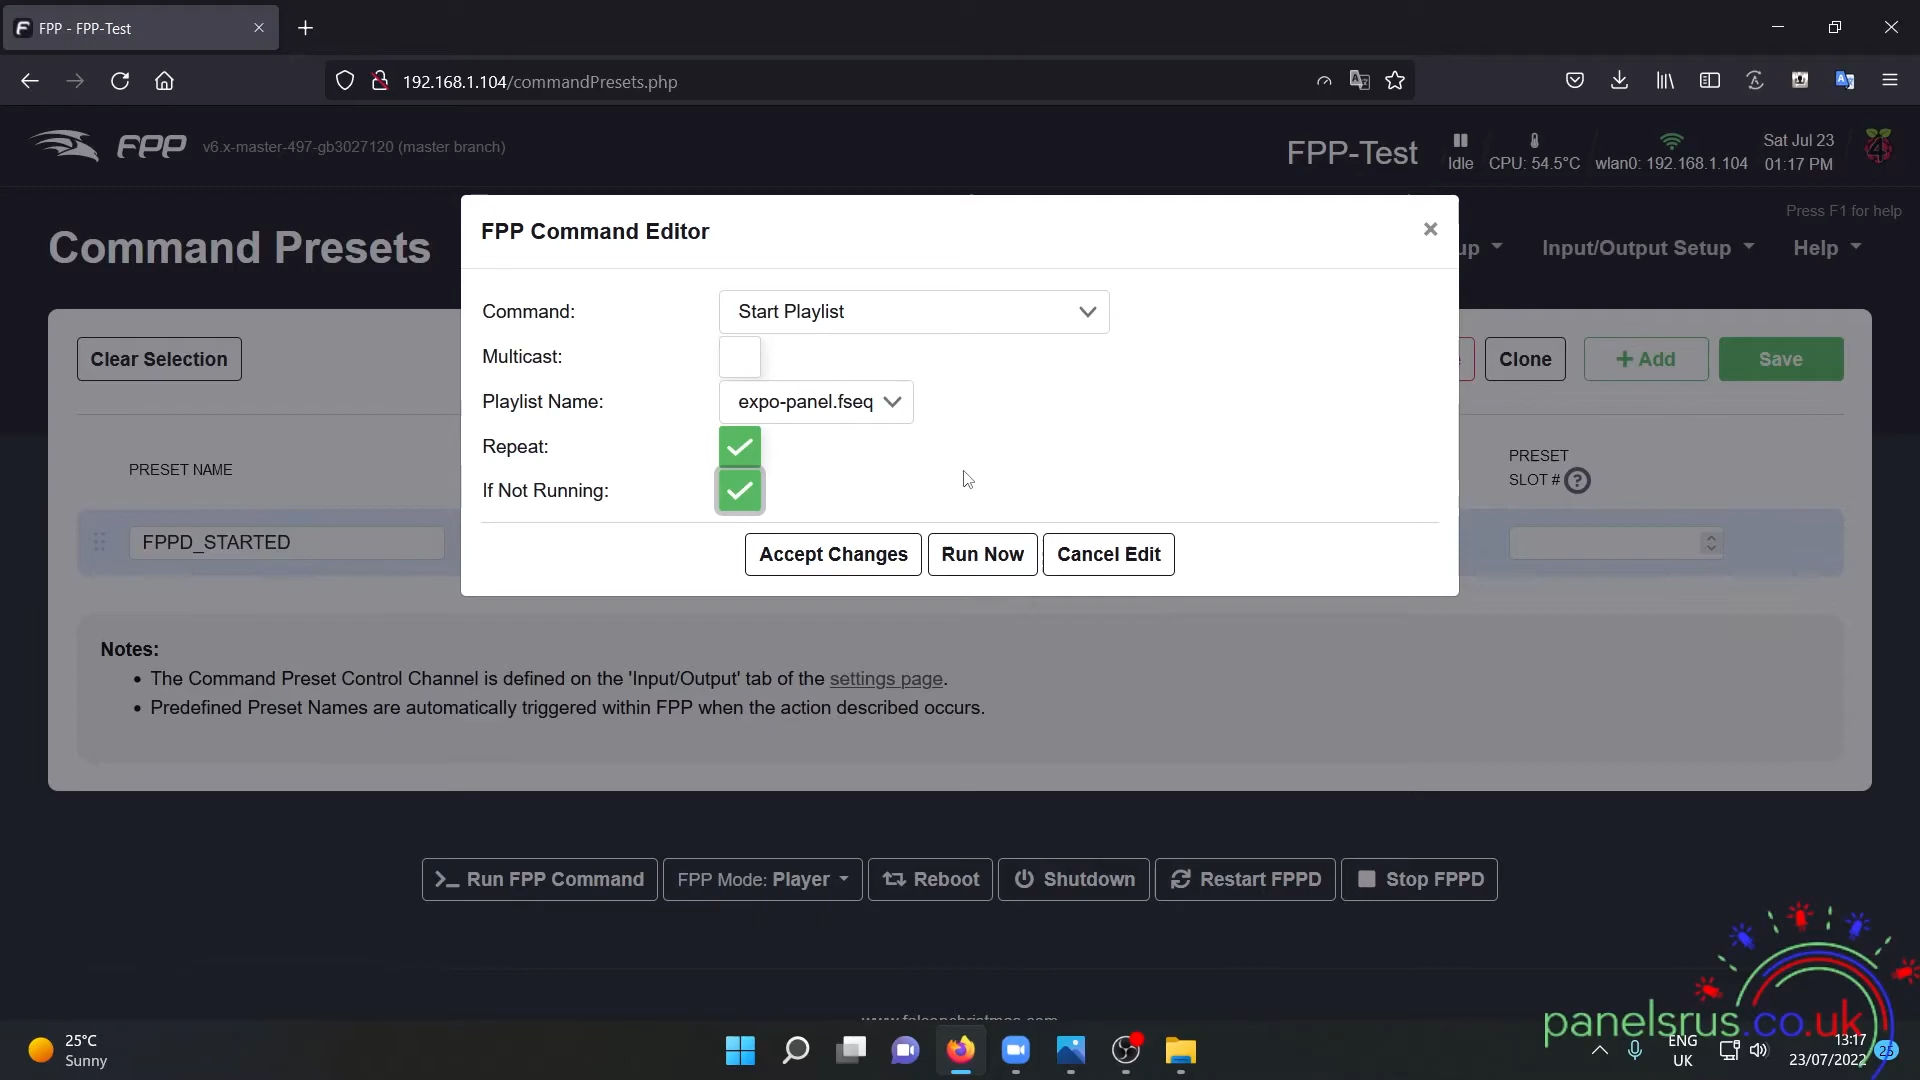 FPP - FPP-Test
192.168.1.104/commandPresets.php
FPP
v6.x-master-497-gb3027120 (master branch)
FPP-Test
Idle
CPU: 54.5°C
wlan0: 192.168.1.104
Sat Jul 23
01:17 PM
Press F1 for help
Command Presets
up
Input/Output Setup
Help
FPP Command Editor
Command:
Start Playlist
Multicast:
Playlist Name:
expo-panel.fseq
Repeat:
If Not Running:
Accept Changes
Run Now
Cancel Edit
Clear Selection
Clone
+ Add
Save
PRESET NAME
PRESET
SLOT #
FPPD_STARTED
Notes:
• The Command Preset Control Channel is defined on the 'Input/Output' tab of the settings page.
• Predefined Preset Names are automatically triggered within FPP when the action described occurs.
Run FPP Command
FPP Mode: Player
Reboot
Shutdown
Restart FPPD
Stop FPPD
panelsrus.co.uk
25°C
Sunny
ENG
UK
13:17
23/07/2022
25